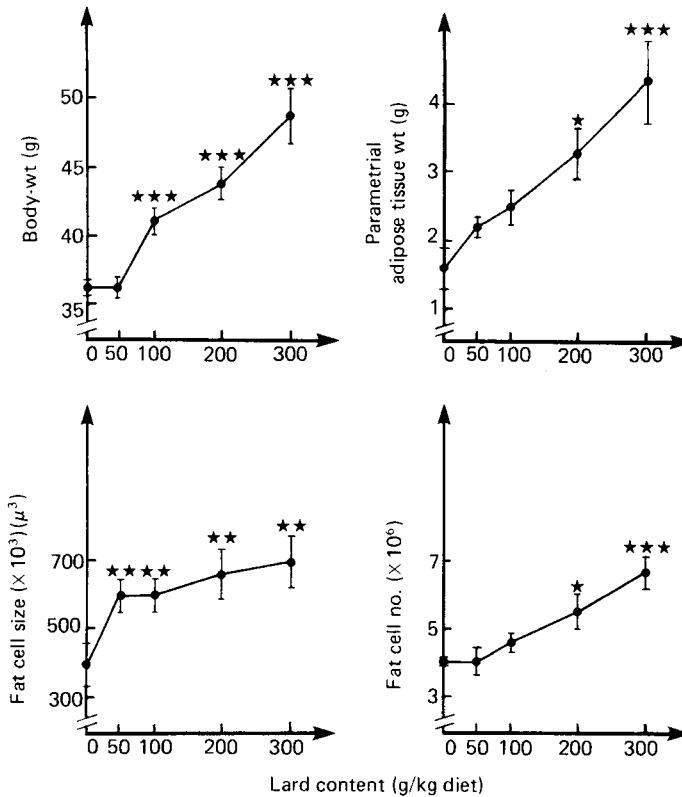 Body-wt (g)
50
45
40
35
0 50 100 200 300
★★★
★★★
★★★
Parametrial
adipose tissue wt (g)
4
3
2
1
0 50 100 200 300
★
★★★
Fat cell size (× 10³) (μ³)
700
500
300
0 50 100 200 300
★★★★
★★
★★
Fat cell no. (× 10⁶)
7
5
3
0 50 100 200 300
★
★★★
Lard content (g/kg diet)